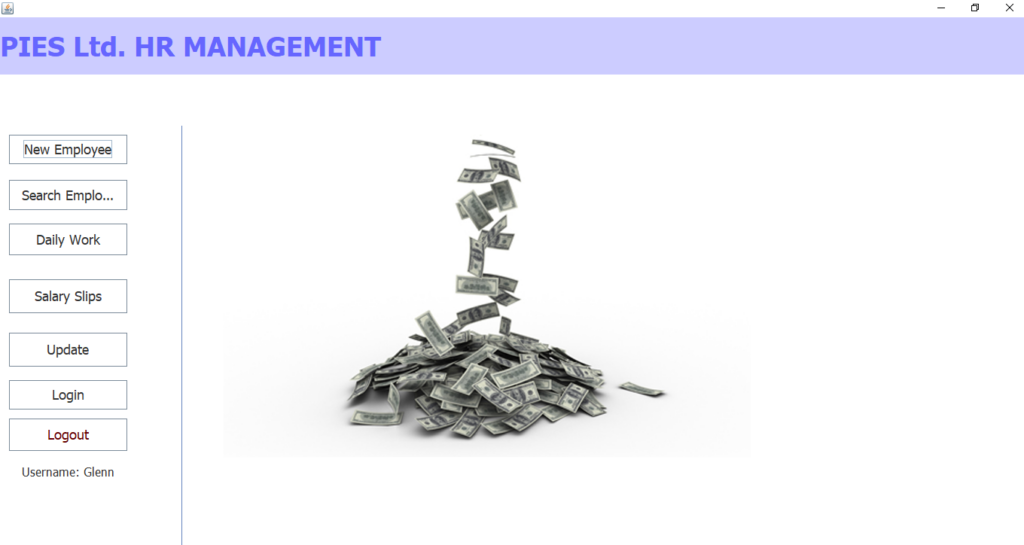 PIES Ltd. HR MANAGEMENT
New Employee
Search Emplo...
Daily Work
Salary Slips
Update
Login
Logout
Username: Glenn